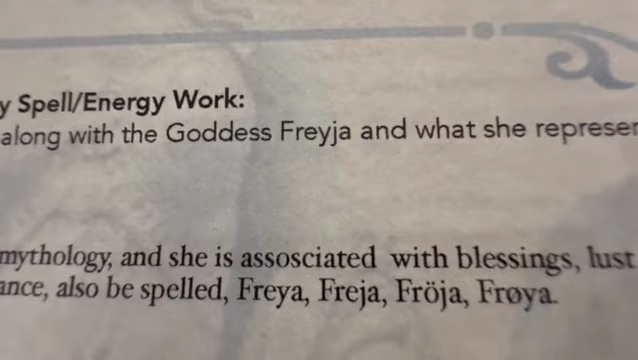 y Spell/Energy Work:
along with the Goddess Freyja and what she represen
mythology, and she is assosciated with blessings, lust
ance, also be spelled, Freya, Freja, Fröja, Frøya.